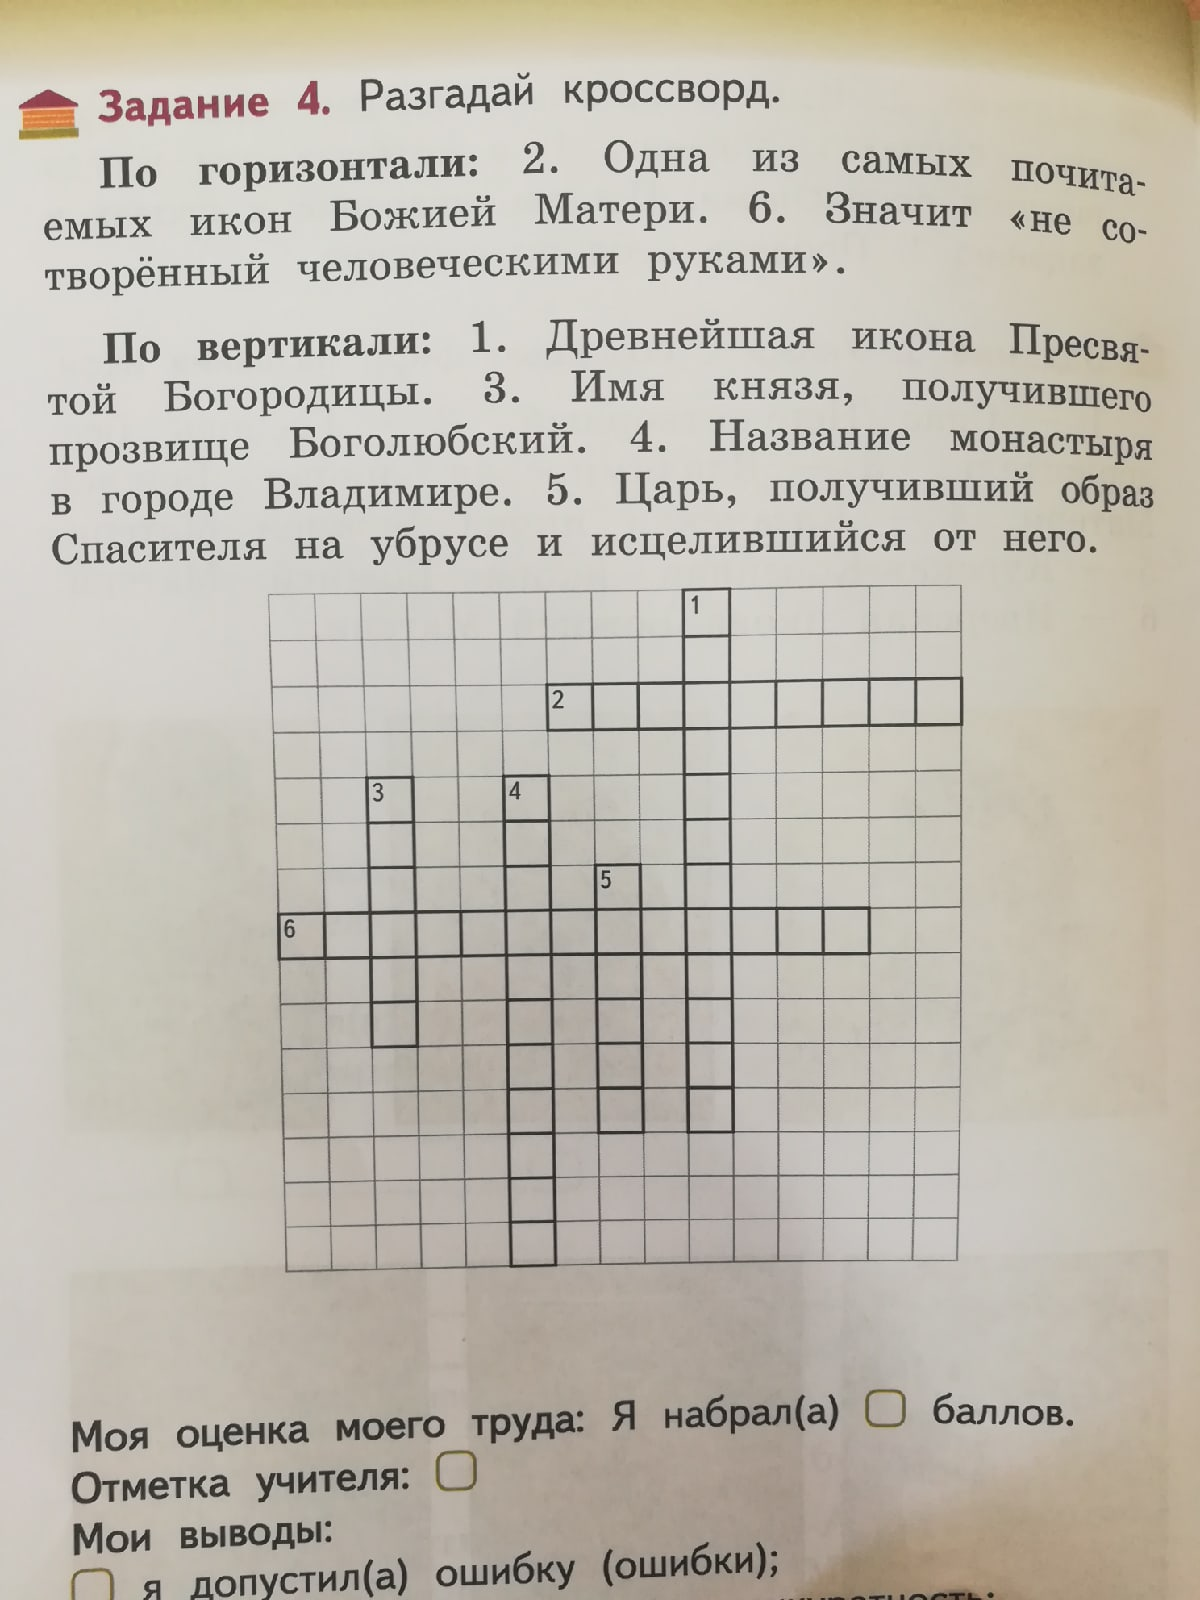 Задание 4. Разгадай кроссворд.
По горизонтали: 2. Одна из самых почита-
емых икон Божией Матери. 6. Значит «не со-
творённый человеческими руками».
По вертикали: 1. Древнейшая икона Пресвя-
той Богородицы. 3. Имя князя, получившего
прозвище Боголюбский. 4. Название монастыря
в городе Владимире. 5. Царь, получивший образ
Спасителя на убрусе и исцелившийся от него.
1
2
3 4
5
6
Моя оценка моего труда: Я набрал(а) баллов.
Отметка учителя:
Мои выводы:
я допустил(а) ошибку (ошибки);